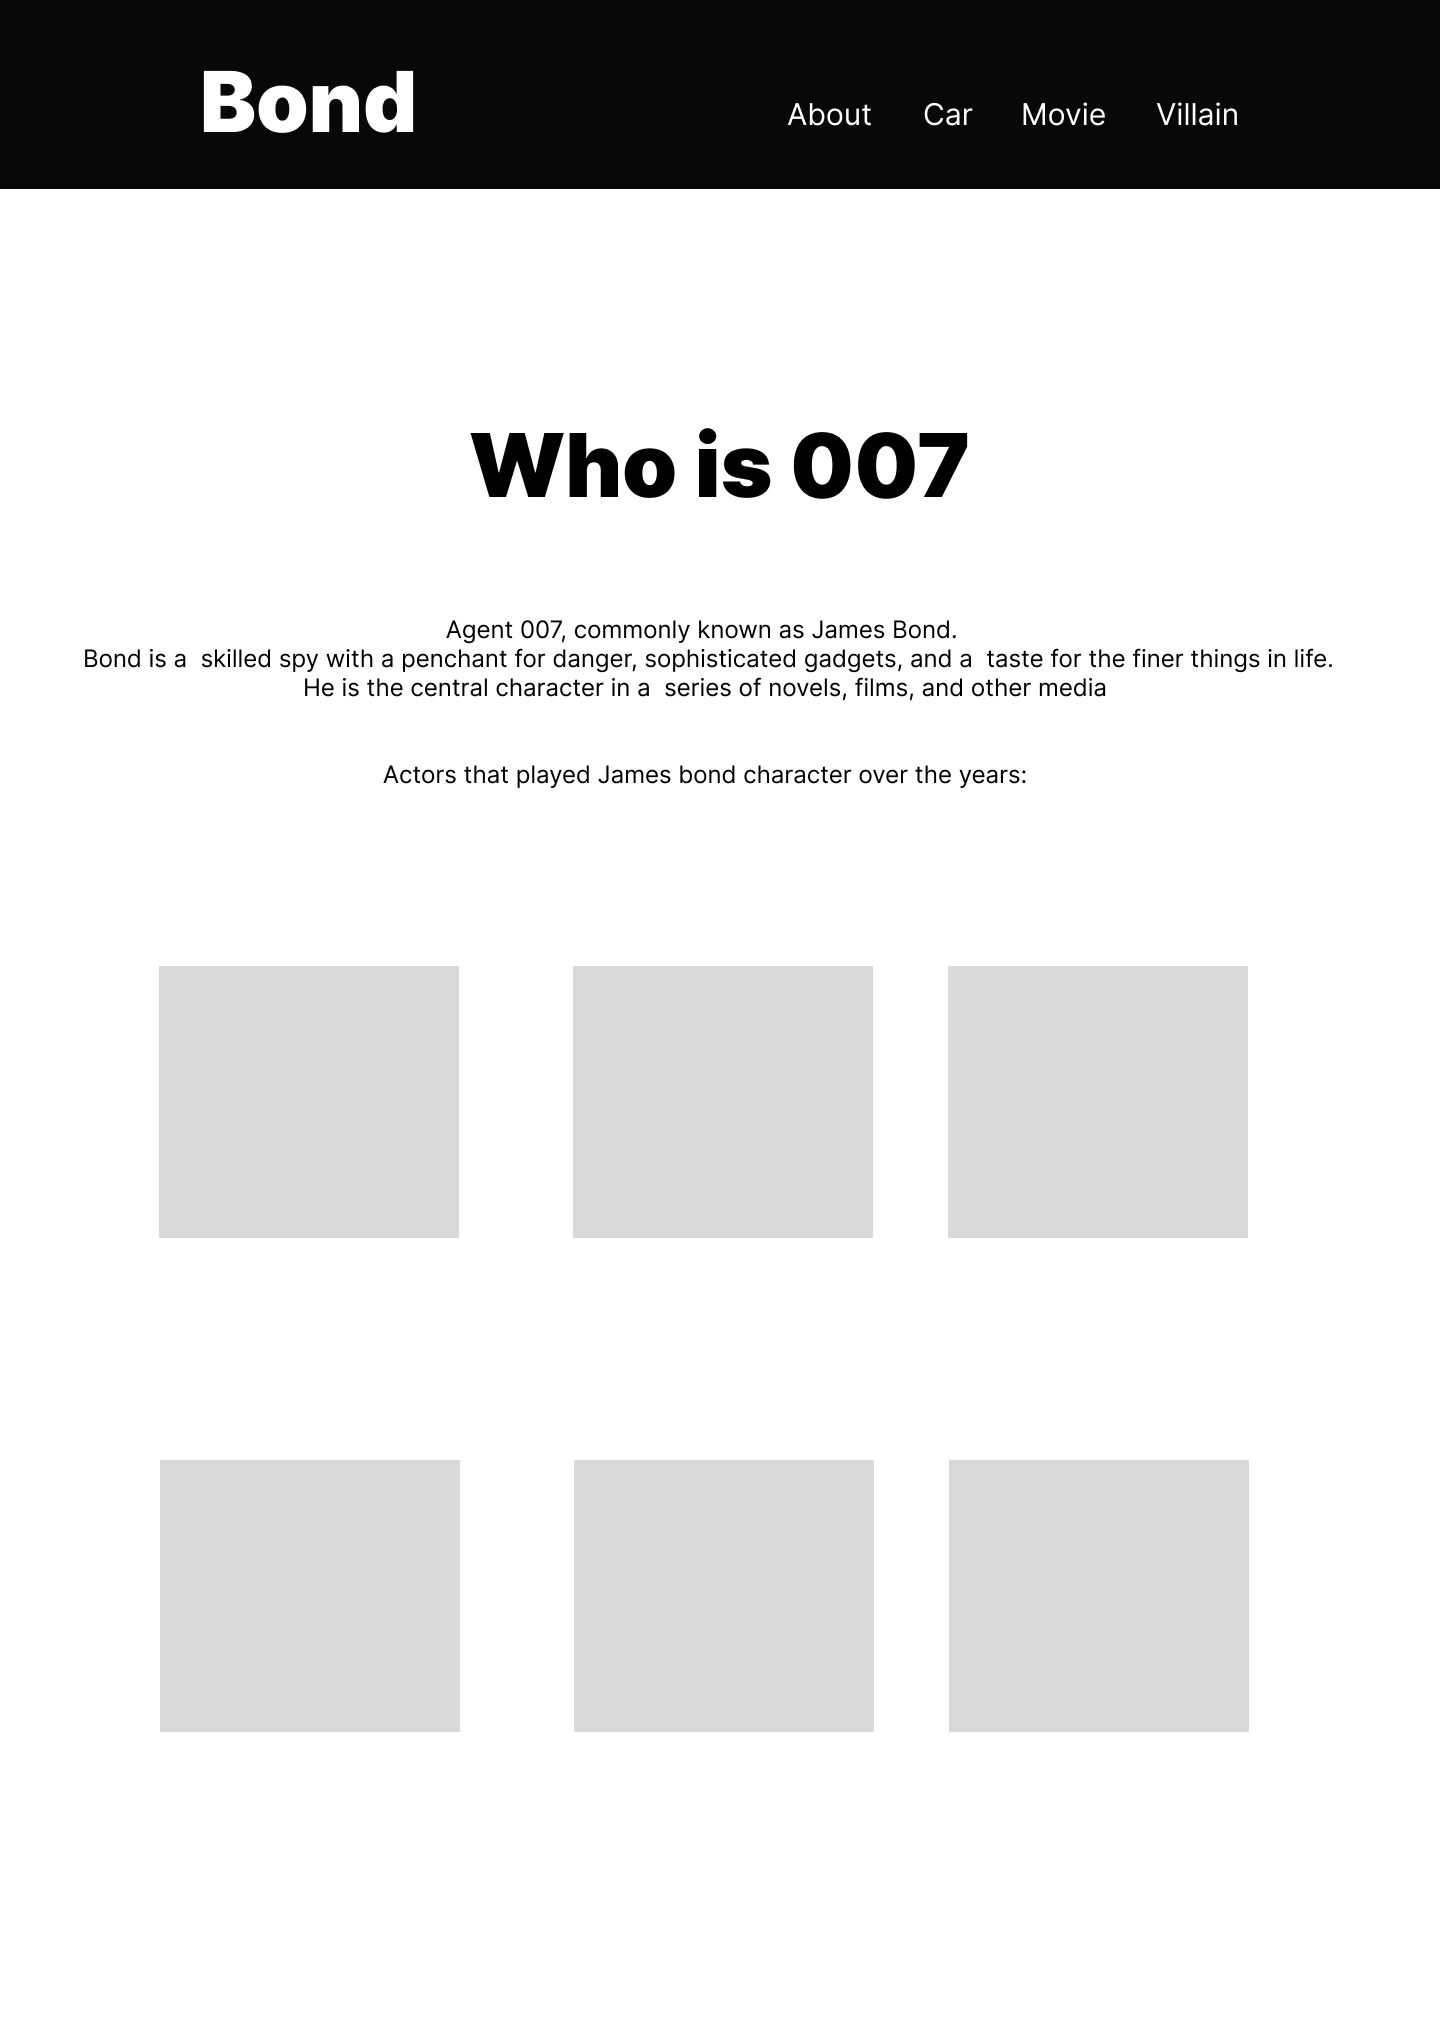 Bond
About Car Movie Villain
Who is 007
Agent 007, commonly known as James Bond.
Bond is a  skilled spy with a penchant for danger, sophisticated gadgets, and a  taste for the finer things in life.
He is the central character in a  series of novels, films, and other media
Actors that played James bond character over the years: